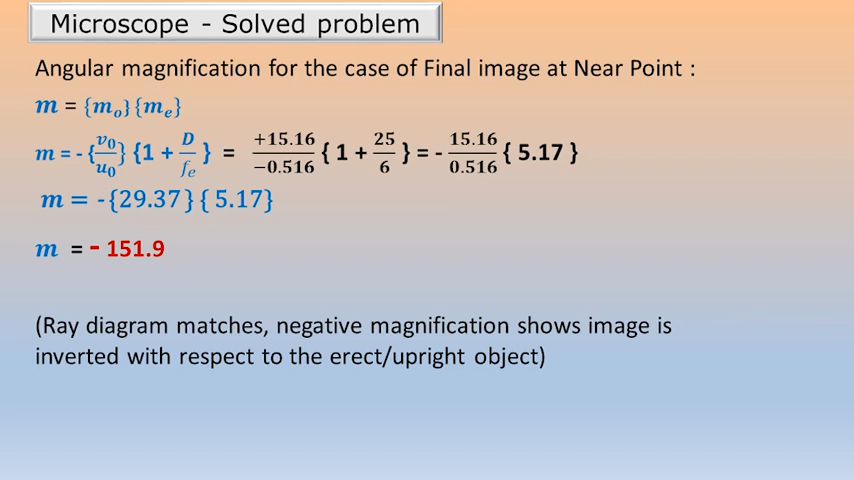 Microscope - Solved problem
Angular magnification for the case of Final image at Near Point :
m = {mₒ} {mₑ}
m = - {v₀/u₀} {1 + D/fₑ } = +15.16/−0.516 { 1 + 25/6 } = - 15.16/0.516 { 5.17 }
m = -{29.37} { 5.17}
m = - 151.9
(Ray diagram matches, negative magnification shows image is
inverted with respect to the erect/upright object)